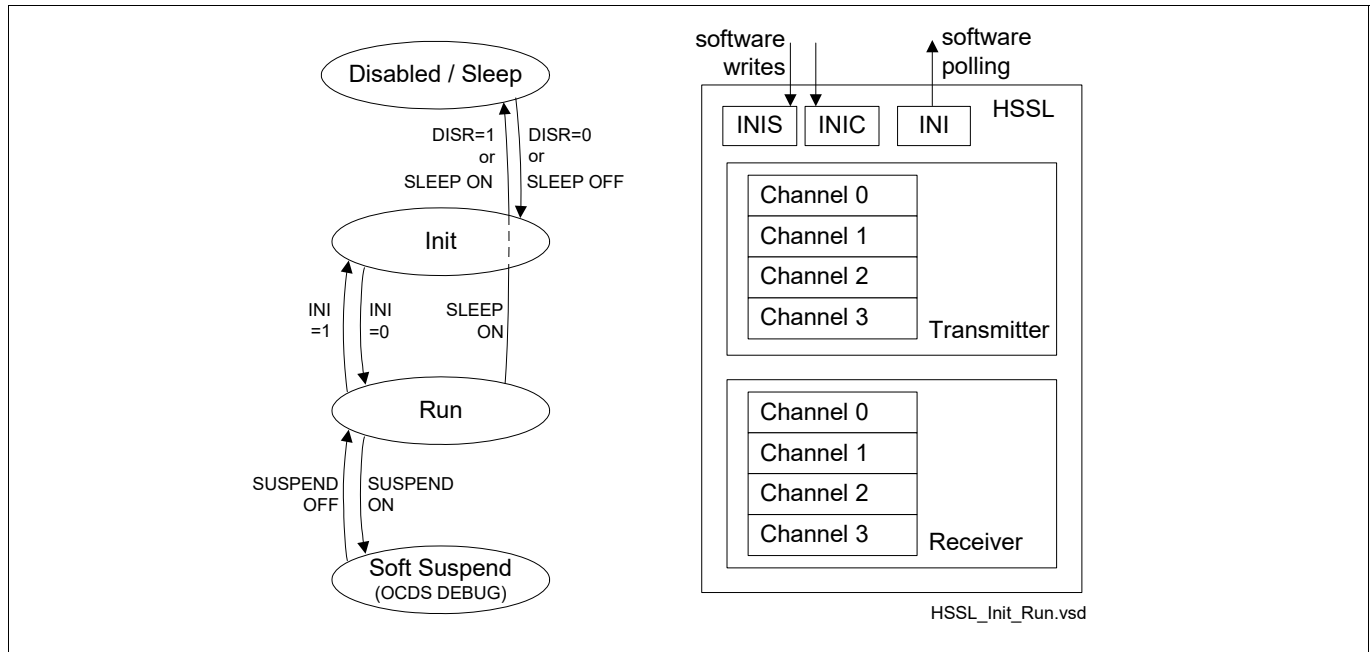 Disabled / Sleep
DISR=1
or
SLEEP ON
DISR=0
or
SLEEP OFF
Init
INI
=1
INI
=0
SLEEP
ON
Run
SUSPEND
OFF
SUSPEND
ON
Soft Suspend
(OCDS DEBUG)
software
writes
software
polling
HSSL
INIS
INIC
INI
Channel 0
Channel 1
Channel 2
Channel 3
Transmitter
Channel 0
Channel 1
Channel 2
Channel 3
Receiver
HSSL_Init_Run.vsd